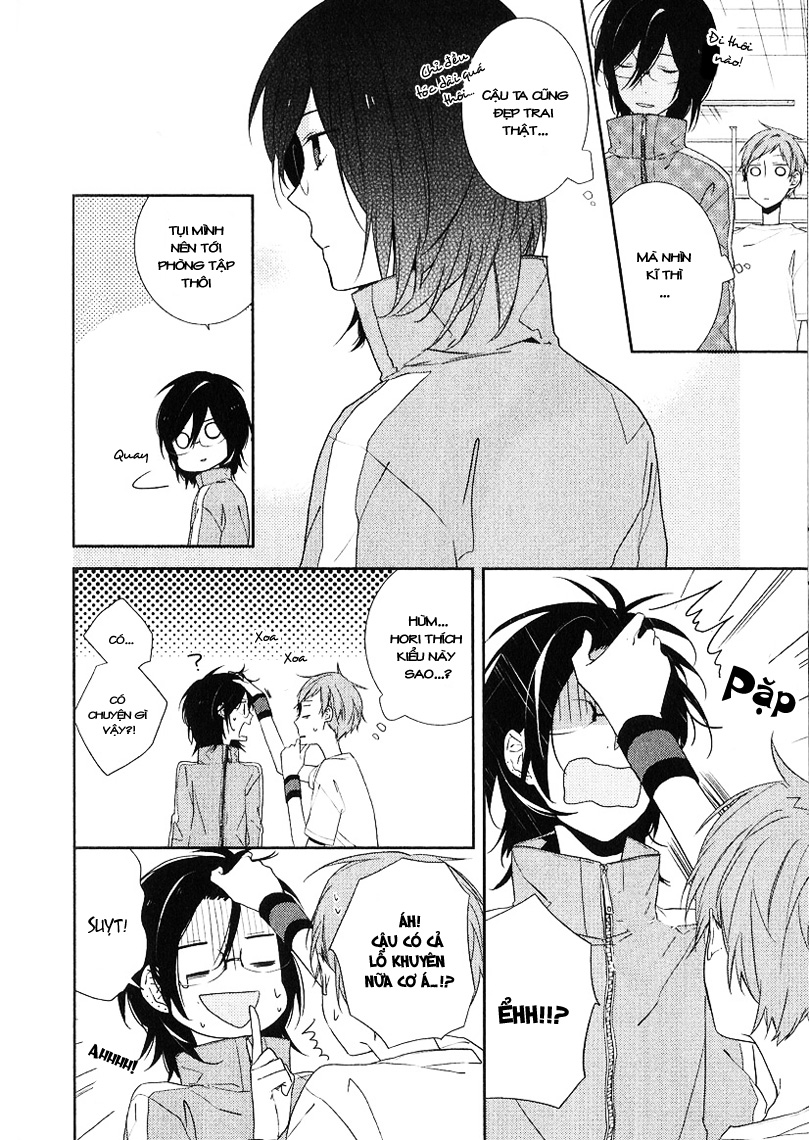 Đi thôi
nào!
MÀ NHÌN
KĨ THÌ
...
CẬU TA CŨNG
ĐẸP TRAI
THẬT...
Chỉ đều
tóc dài quá
thôi...
TỤI MÌNH
NÊN TỚI
PHÒNG TẬP
THÔI
Quay
Pặp
ỂHH!!?
HỪM...
HORI THÍCH
KIỂU NÀY
SAO...?
Xoa
Xoa
?
CÓ...
CÓ
CHUYỆN GÌ
VẬY?!
ÁH!
CẬU CÓ CẢ
LỖ KHUYÊN
NỮA CƠ Á...!?
SUỴT!
AHHHH!